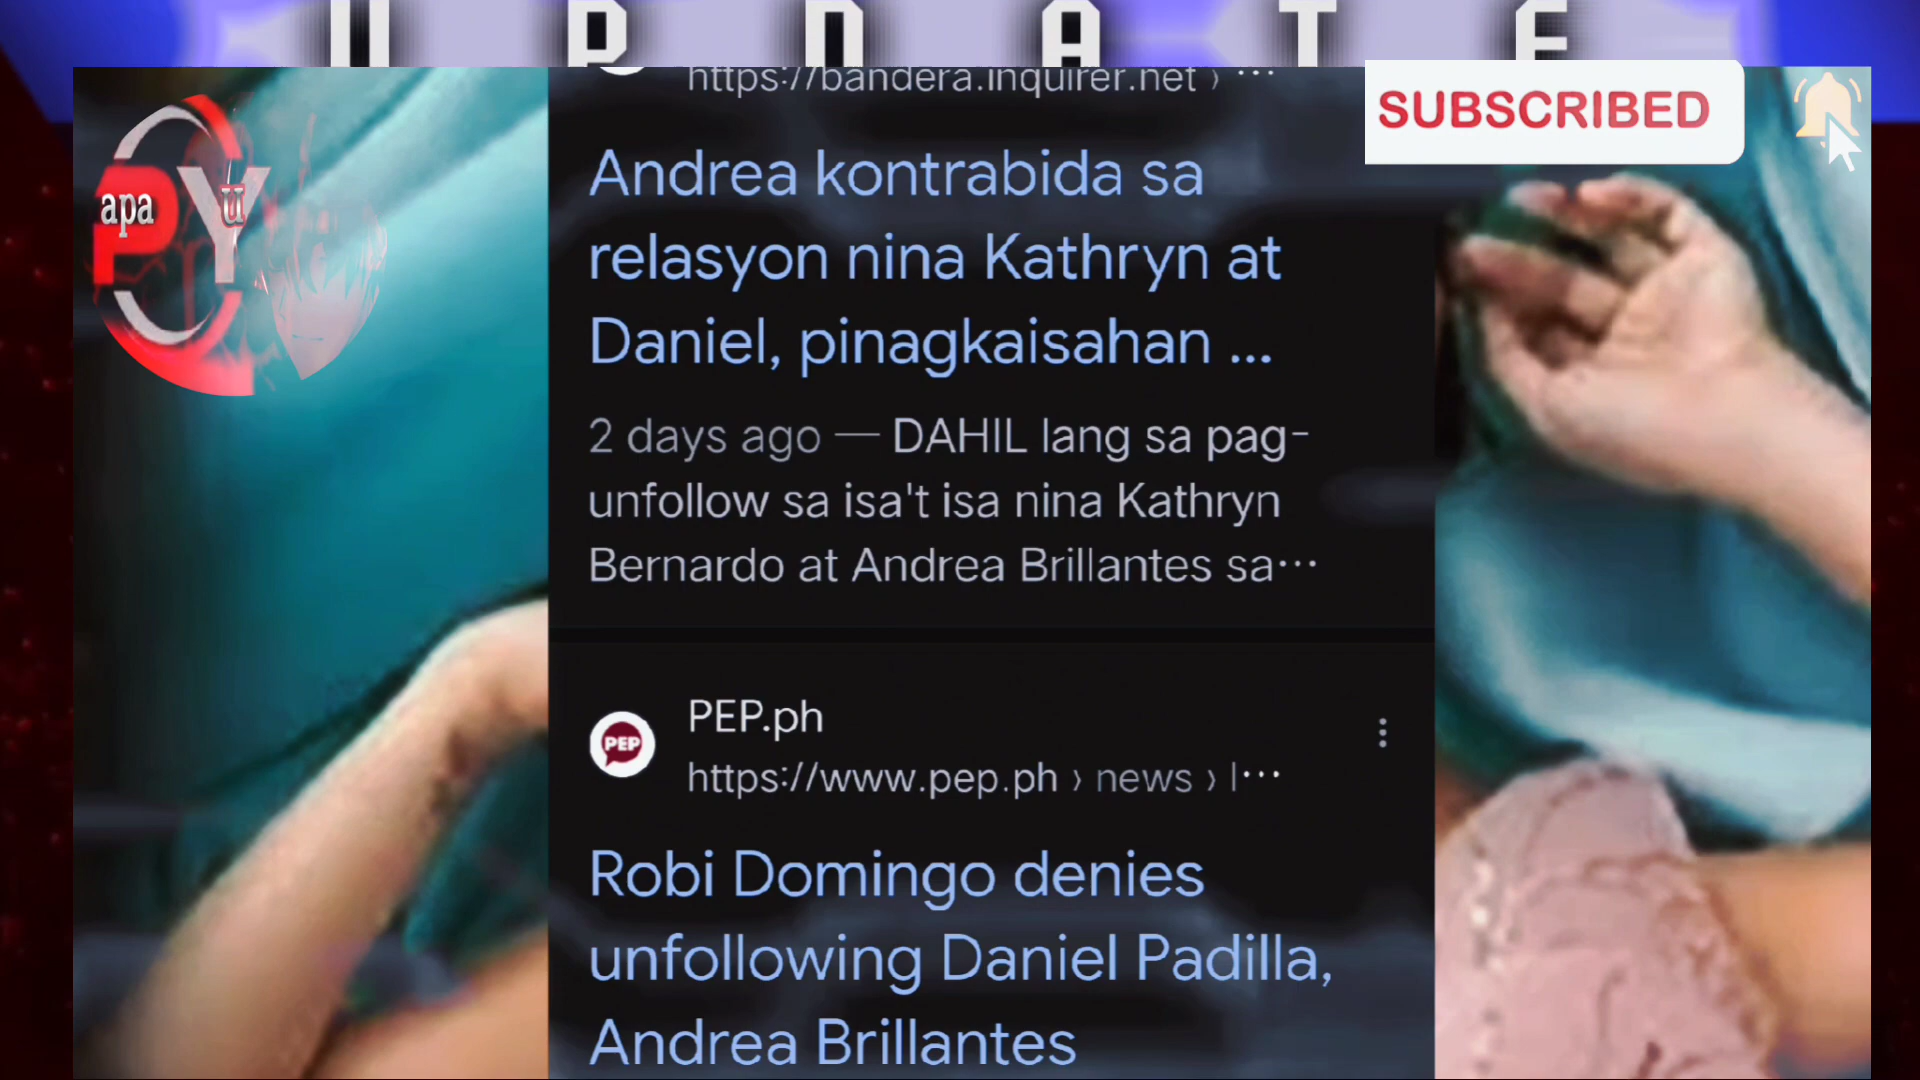 UPDATE
https://bandera.inquirer.net › ...
SUBSCRIBED
apa
P Y
u
Andrea kontrabida sa
relasyon nina Kathryn at
Daniel, pinagkaisahan ...
2 days ago — DAHIL lang sa pag-
unfollow sa isa't isa nina Kathryn
Bernardo at Andrea Brillantes sa...
PEP
PEP.ph
https://www.pep.ph › news › l...
Robi Domingo denies
unfollowing Daniel Padilla,
Andrea Brillantes